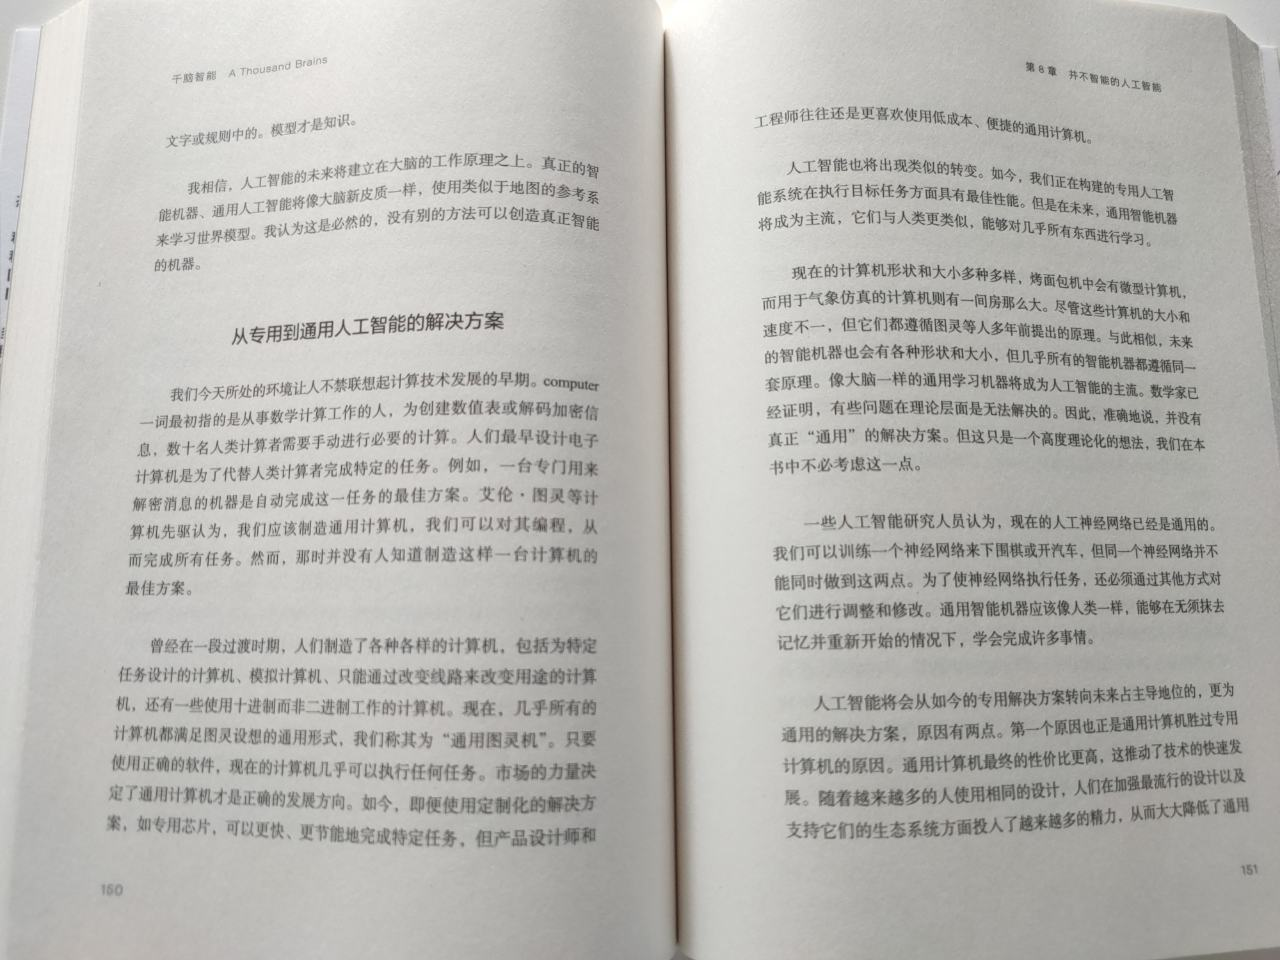 千脑智能 A Thousand Brains
文字或规则中的。模型才是知识。
我相信，人工智能的未来将建立在大脑的工作原理之上。真正的智
能机器、通用人工智能将像大脑新皮质一样，使用类似于地图的参考系
来学习世界模型。我认为这是必然的，没有别的方法可以创造真正智能
的机器。
从专用到通用人工智能的解决方案
我们今天所处的环境让人不禁联想起计算技术发展的早期。computer
一词最初指的是从事数学计算工作的人，为创建数值表或解码加密信
息，数十名人类计算者需要手动进行必要的计算。人们最早设计电子
计算机是为了代替人类计算者完成特定的任务。例如，一台专门用来
解密消息的机器是自动完成这一任务的最佳方案。艾伦·图灵等计
算机先驱认为，我们应该制造通用计算机，我们可以对其编程，从
而完成所有任务。然而，那时并没有人知道制造这样一台计算机的
最佳方案。
曾经在一段过渡时期，人们制造了各种各样的计算机，包括为特定
任务设计的计算机、模拟计算机、只能通过改变线路来改变用途的计算
机，还有一些使用十进制而非二进制工作的计算机。现在，几乎所有的
计算机都满足图灵设想的通用形式，我们称其为“通用图灵机”。只要
使用正确的软件，现在的计算机几乎可以执行任何任务。市场的力量决
定了通用计算机才是正确的发展方向。如今，即便使用定制化的解决方
案，如专用芯片，可以更快、更节能地完成特定任务，但产品设计师和
150
第 8 章 并不智能的人工智能
工程师往往还是更喜欢使用低成本、便捷的通用计算机。
人工智能也将出现类似的转变。如今，我们正在构建的专用人工智
能系统在执行目标任务方面具有最佳性能。但是在未来，通用智能机器
将成为主流，它们与人类更类似，能够对几乎所有东西进行学习。
现在的计算机形状和大小多种多样，烤面包机中会有微型计算机，
而用于气象仿真的计算机则有一间房那么大。尽管这些计算机的大小和
速度不一，但它们都遵循图灵等人多年前提出的原理。与此相似，未来
的智能机器也会有各种形状和大小，但几乎所有的智能机器都遵循同一
套原理。像大脑一样的通用学习机器将成为人工智能的主流。数学家已
经证明，有些问题在理论层面是无法解决的。因此，准确地说，并没有
真正“通用”的解决方案。但这只是一个高度理论化的想法，我们在本
书中不必考虑这一点。
一些人工智能研究人员认为，现在的人工神经网络已经是通用的。
我们可以训练一个神经网络来下围棋或开汽车，但同一个神经网络并不
能同时做到这两点。为了使神经网络执行任务，还必须通过其他方式对
它们进行调整和修改。通用智能机器应该像人类一样，能够在无须抹去
记忆并重新开始的情况下，学会完成许多事情。
人工智能将会从如今的专用解决方案转向未来占主导地位的，更为
通用的解决方案，原因有两点。第一个原因也正是通用计算机胜过专用
计算机的原因。通用计算机最终的性价比更高，这推动了技术的快速发
展。随着越来越多的人使用相同的设计，人们在加强最流行的设计以及
支持它们的生态系统方面投入了越来越多的精力，从而大大降低了通用
151